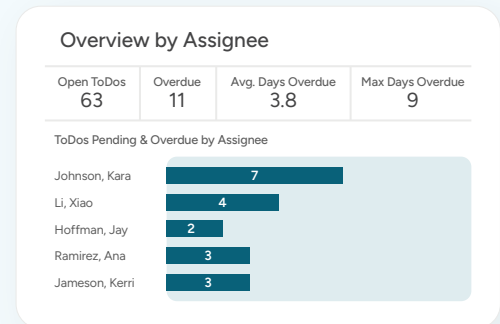 Overview by Assignee
Open ToDos Overdue Avg. Days Overdue Max Days Overdue
63 11 3.8 9
ToDos Pending & Overdue by Assignee
Johnson, Kara 7
Li, Xiao 4
Hoffman, Jay 2
Ramirez, Ana 3
Jameson, Kerri 3